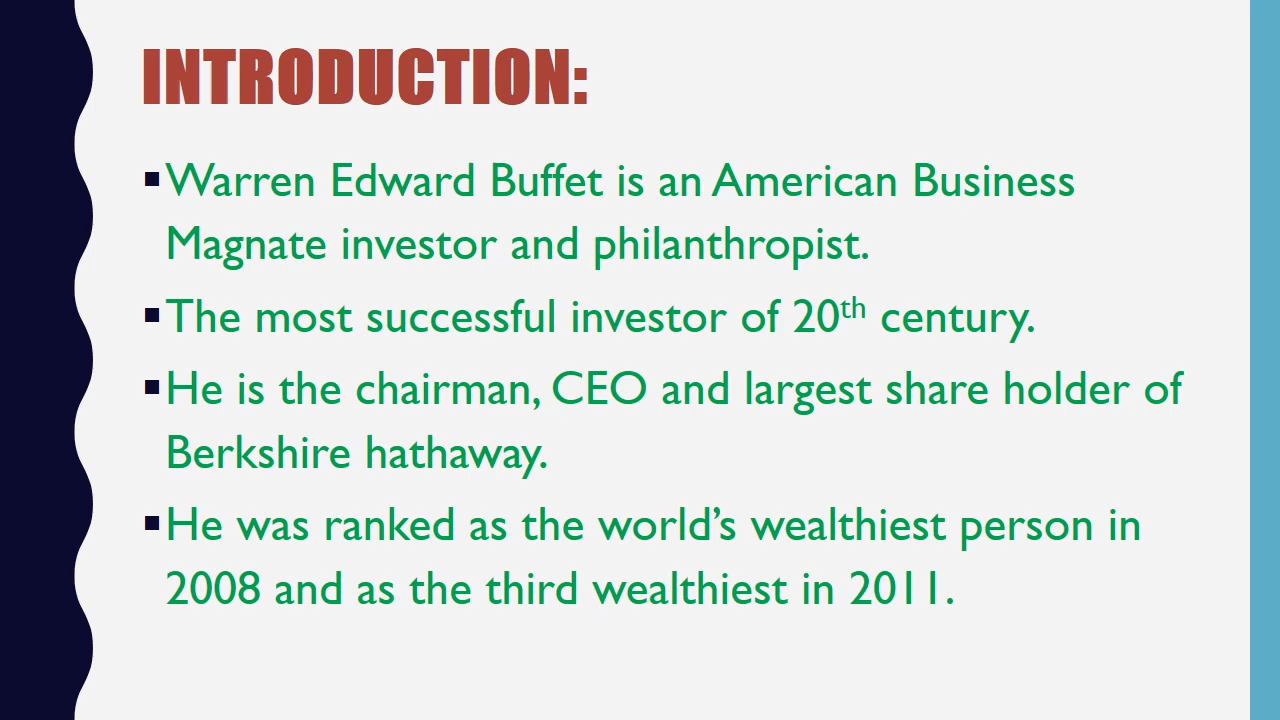 INTRODUCTION:
▪Warren Edward Buffet is an American Business
Magnate investor and philanthropist.
▪The most successful investor of 20th century.
▪He is the chairman, CEO and largest share holder of
Berkshire hathaway.
▪He was ranked as the world’s wealthiest person in
2008 and as the third wealthiest in 2011.